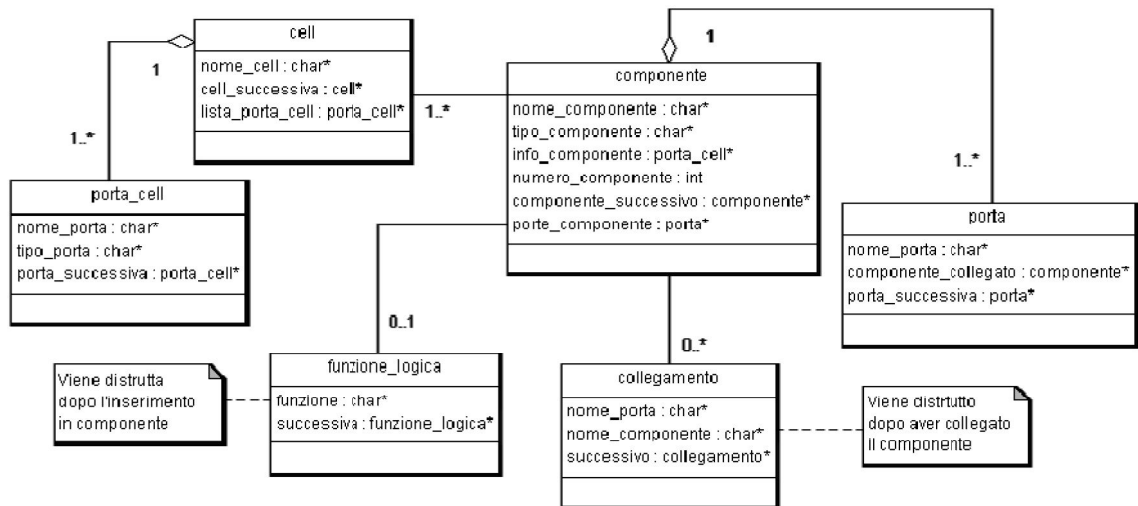 cell
nome_cell : char*
cell_successiva : cell*
lista_porta_cell : porta_cell*
1
1..*
1..*
porta_cell
nome_porta : char*
tipo_porta : char*
porta_successiva : porta_cell*
componente
nome_componente : char*
tipo_componente : char*
info_componente : porta_cell*
numero_componente : int
componente_successivo : componente*
porte_componente : porta*
1
1..*
porta
nome_porta : char*
componente_collegato : componente*
porta_successiva : porta*
0..1
0..*
Viene distrutta
dopo l'inserimento
in componente
funzione_logica
funzione : char*
successiva : funzione_logica*
collegamento
nome_porta : char*
nome_componente : char*
successivo : collegamento*
Viene distrtutto
dopo aver collegato
Il componente